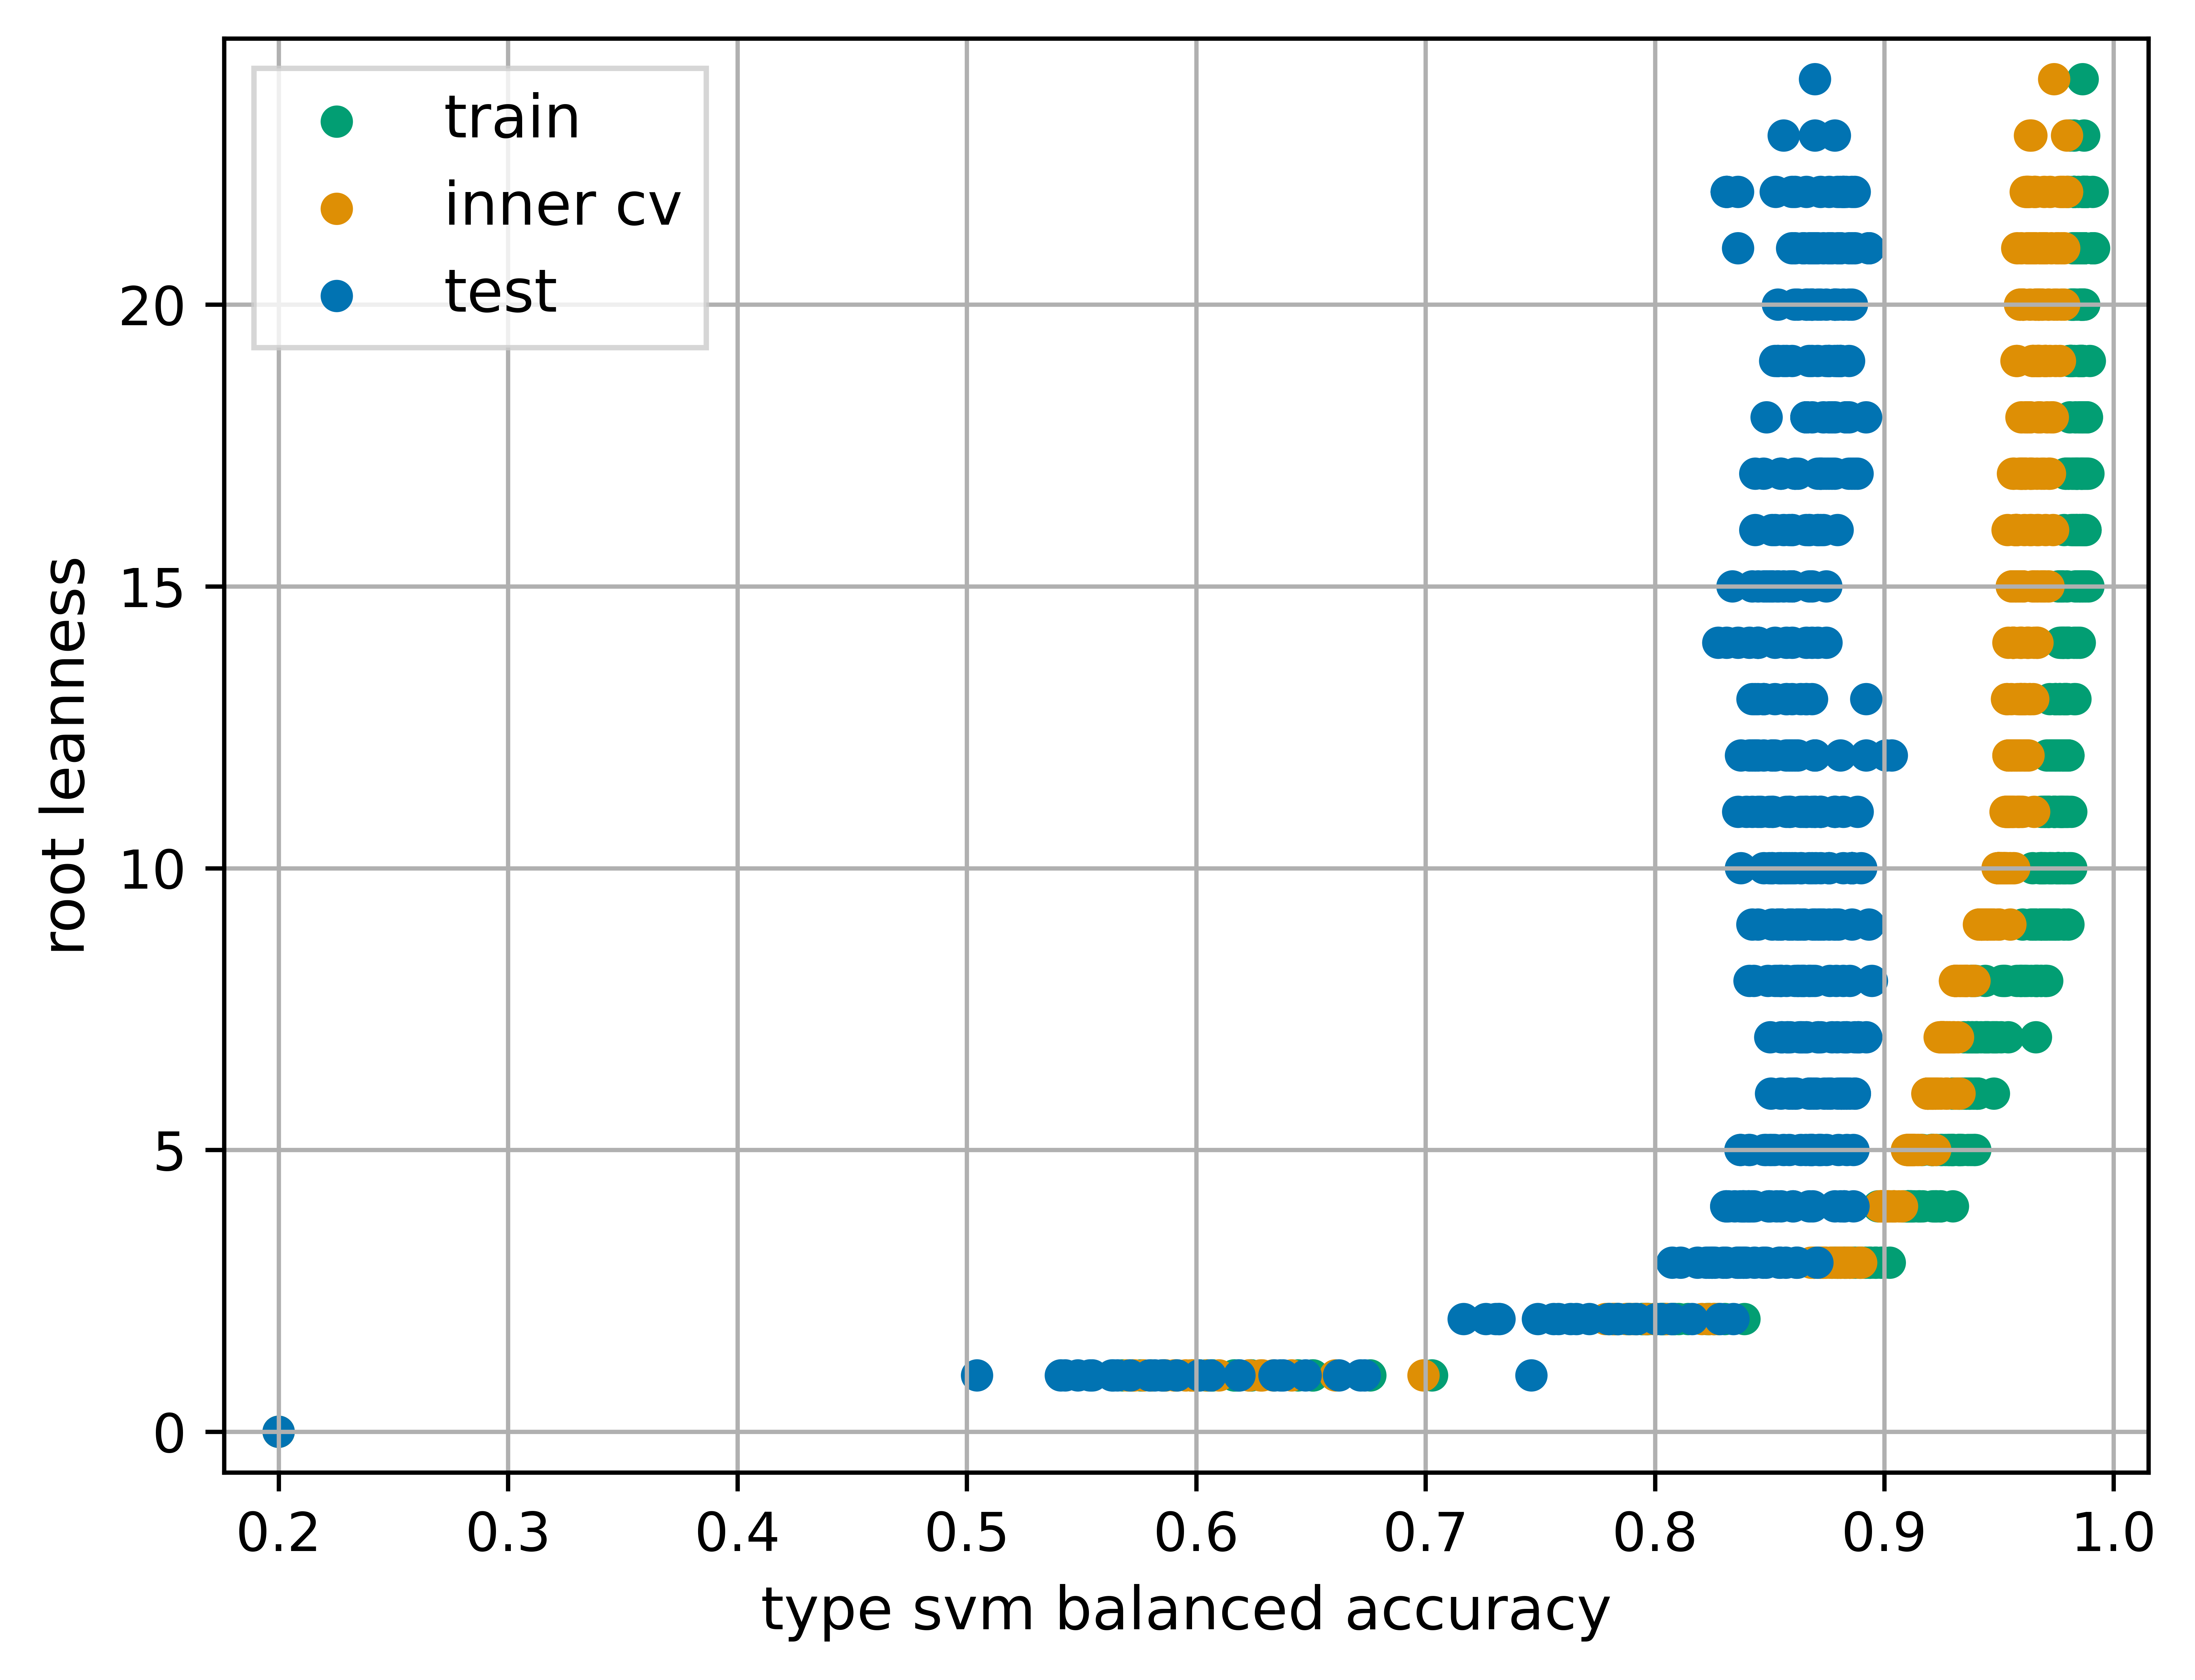 train
inner cv
test
20
15
10
5
0
root leanness
0.2 0.3 0.4 0.5 0.6 0.7 0.8 0.9 1.0
type svm balanced accuracy